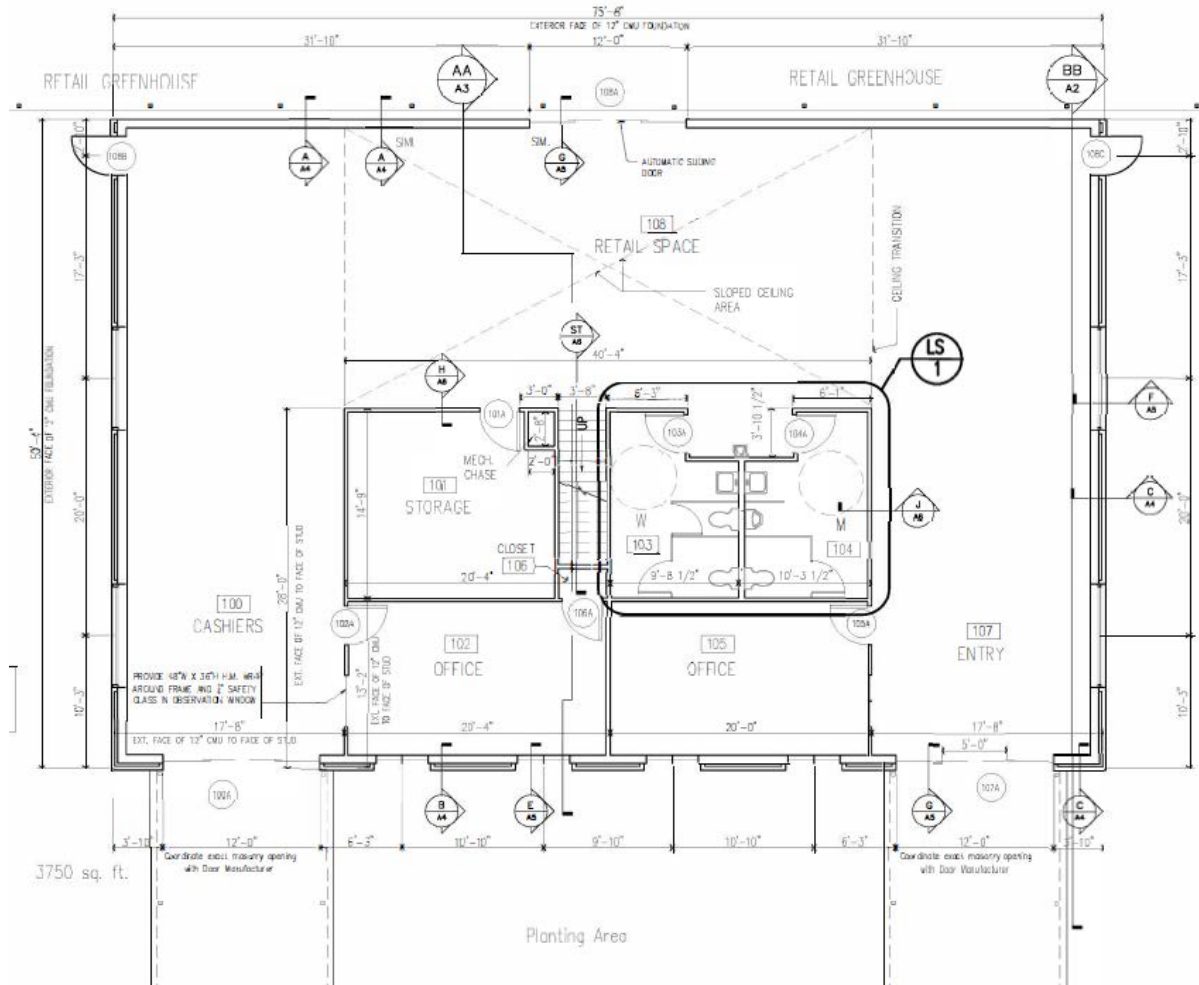 75'-8"
EXTERIOR FACE OF 12" CMU FOUNDATION
31'-10"
12'-0"
31'-10"
RETAIL GREENHOUSE
AA
A3
108A
RETAIL GREENHOUSE
BB
A2
2'-10"
108B
A
A4
SIM.
A
A4
SIM.
G
A5
AUTOMATIC SLIDING
DOOR
108C
2'-10"
108
RETAIL SPACE
CEILING TRANSITION
17'-3"
17'-3"
SLOPED CEILING
AREA
ST
A6
LS
1
40'-4"
H
A6
3'-0"
3'-8"
6'-3"
6'-1"
F
A5
50'-4"
EXTERIOR FACE OF 12" CMU FOUNDATION
101A
2'-8"
UP
103A
3'-10 1/2"
104A
MECH.
CHASE
2'-0"
101
STORAGE
14'-9"
20'-0"
20'-0"
C
A4
J
A6
W
103
M
104
CLOSET
106
20'-4"
9'-8 1/2"
10'-3 1/2"
28'-0"
EXT. FACE OF 12" CMU TO FACE OF STUD
100
CASHIERS
102A
106A
105A
102
OFFICE
105
OFFICE
107
ENTRY
PROVIDE 48"W X 36"H H.M. WRAP
AROUND FRAME AND SAFETY
GLASS IN OBSERVATION WINDOW
13'-2"
EXT. FACE OF 12" CMU
TO FACE OF STUD
10'-3"
10'-3"
17'-8"
EXT. FACE OF 12" CMU TO FACE OF STUD
20'-4"
20'-0"
17'-8"
5'-0"
100A
B
A4
E
A5
G
A5
107A
C
A4
3'-10"
12'-0"
6'-3"
10'-10"
9'-10"
10'-10"
6'-3"
12'-0"
3'-10"
Coordinate exact masonry opening
with Door Manufacturer
Coordinate exact masonry opening
with Door Manufacturer
3750 sq. ft.
Planting Area